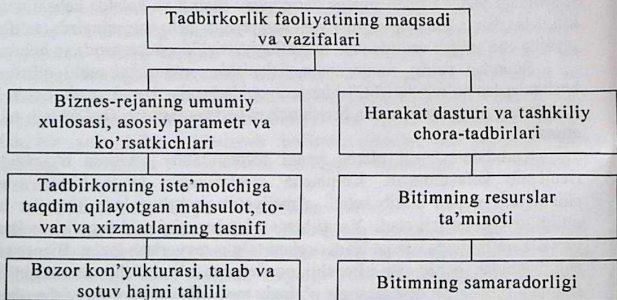 Tadbirkorlik faoliyatining maqsadi
va vazifalari
Biznes-rejaning umumiy
xulosasi, asosiy parametr va
ko'rsatkichlari
Harakat dasturi va tashkiliy
chora-tadbirlari
Tadbirkorning iste'molchiga
taqdim qilayotgan mahsulot, to-
var va xizmatlarning tasnifi
Bitimning resurslar
ta'minoti
Bozor kon'yukturasi, talab va
sotuv hajmi tahlili
Bitimning samaradorligi